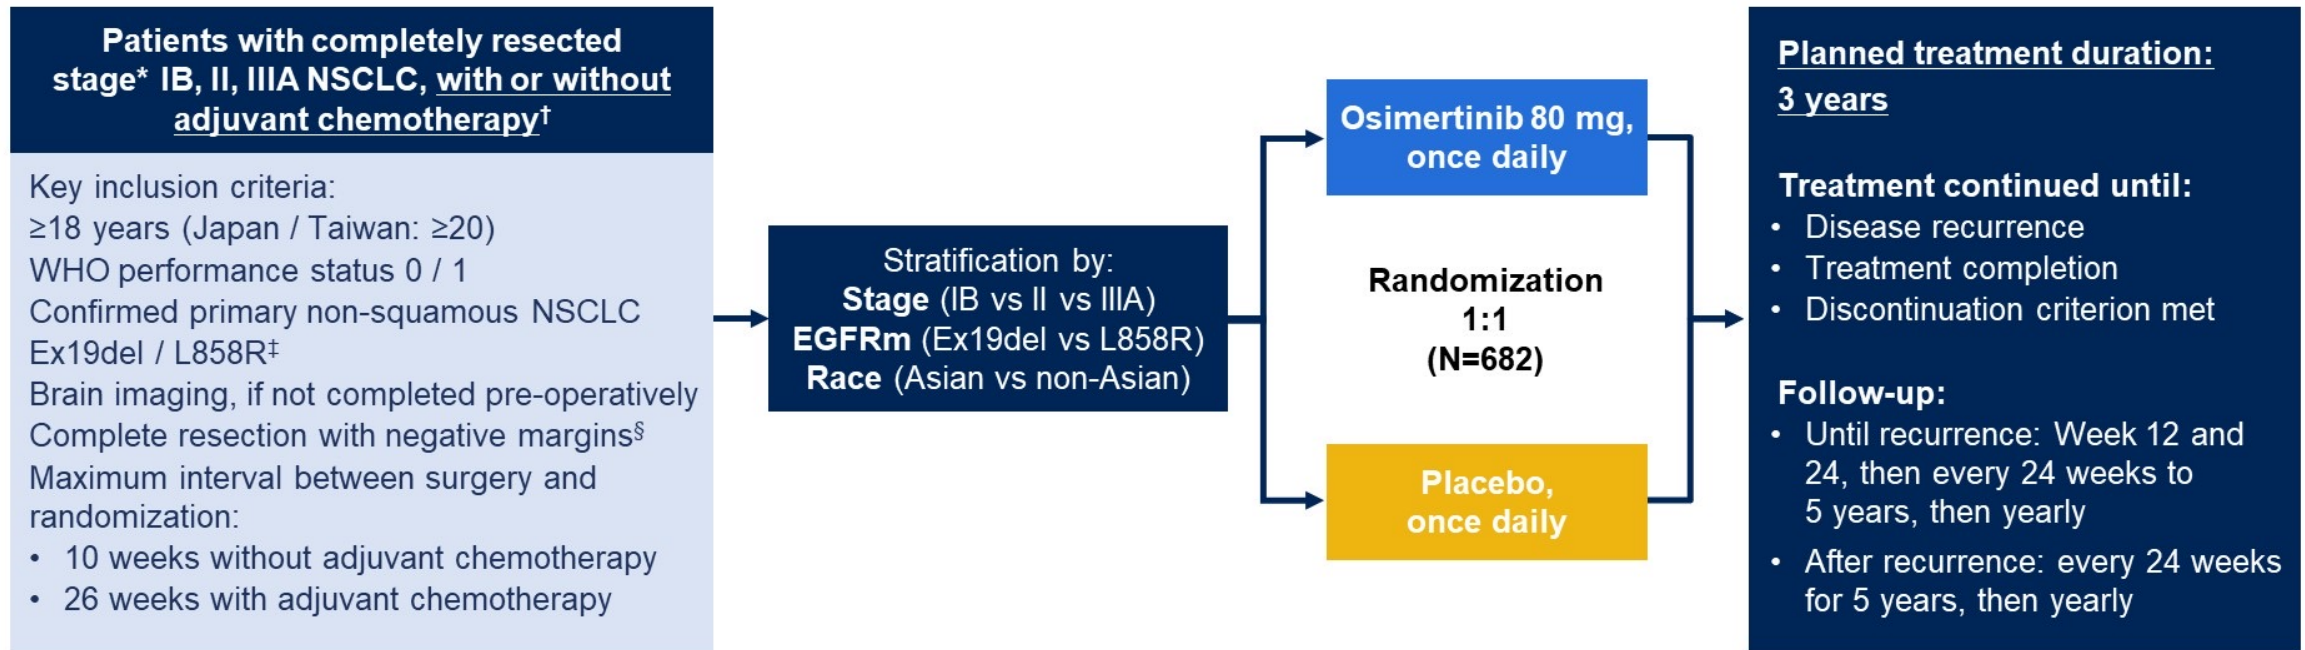 Patients with completely resected
stage* IB, II, IIIA NSCLC, with or without
adjuvant chemotherapy†
Key inclusion criteria:
≥18 years (Japan / Taiwan: ≥20)
WHO performance status 0 / 1
Confirmed primary non-squamous NSCLC
Ex19del / L858R‡
Brain imaging, if not completed pre-operatively
Complete resection with negative margins§
Maximum interval between surgery and
randomization:
• 10 weeks without adjuvant chemotherapy
• 26 weeks with adjuvant chemotherapy
Stratification by:
Stage (IB vs II vs IIIA)
EGFRm (Ex19del vs L858R)
Race (Asian vs non-Asian)
Osimertinib 80 mg,
once daily
Randomization
1:1
(N=682)
Placebo,
once daily
Planned treatment duration:
3 years
Treatment continued until:
• Disease recurrence
• Treatment completion
• Discontinuation criterion met
Follow-up:
• Until recurrence: Week 12 and
24, then every 24 weeks to
5 years, then yearly
• After recurrence: every 24 weeks
for 5 years, then yearly